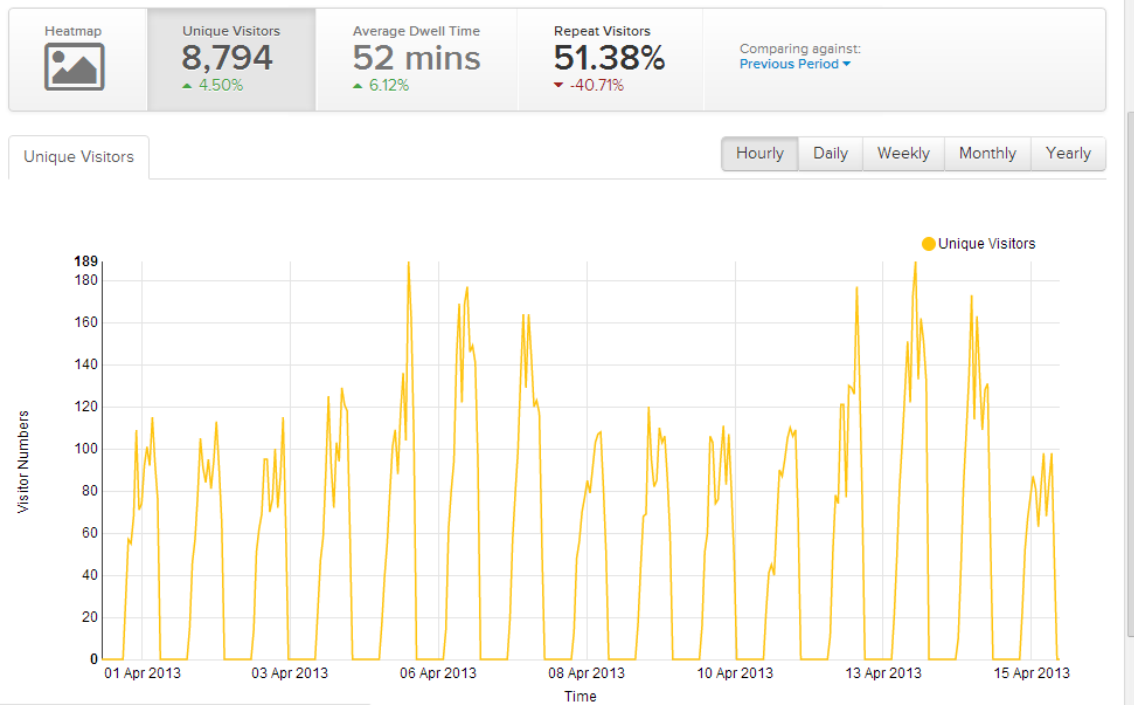 Heatmap
Unique Visitors
8,794
4.50%
Average Dwell Time
52 mins
6.12%
Repeat Visitors
51.38%
-40.71%
Comparing against:
Previous Period
Unique Visitors
Hourly Daily Weekly Monthly Yearly
Unique Visitors
189
180
160
140
120
100
80
60
40
20
0
Visitor Numbers
01 Apr 2013 03 Apr 2013 06 Apr 2013 08 Apr 2013 10 Apr 2013 13 Apr 2013 15 Apr 2013
Time